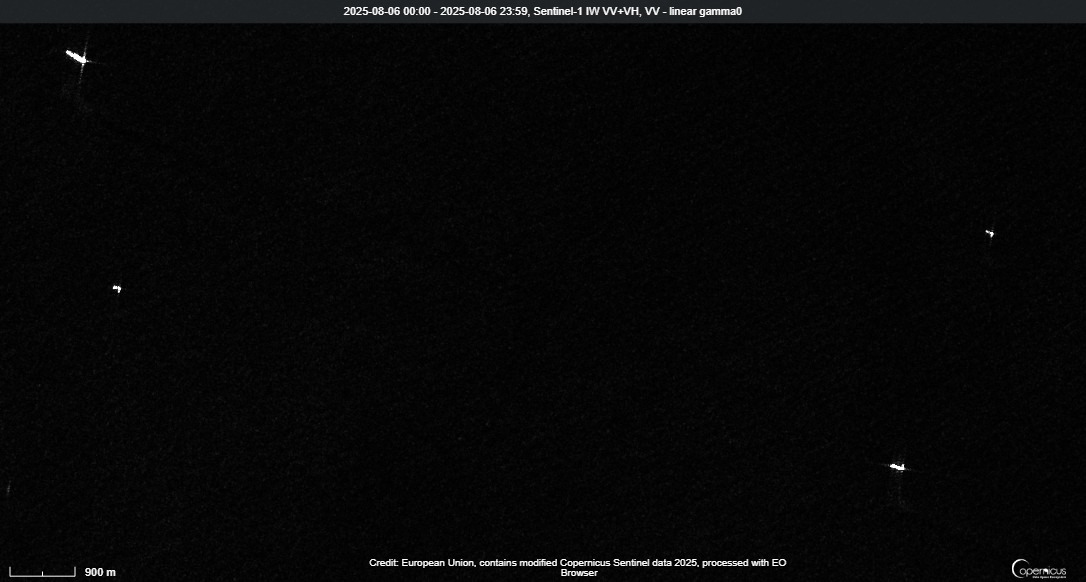 2025-08-06 00:00 - 2025-08-06 23:59, Sentinel-1 IW VV+VH, VV - linear gamma0
900 m
Credit: European Union, contains modified Copernicus Sentinel data 2025, processed with EO
Browser
opernicus